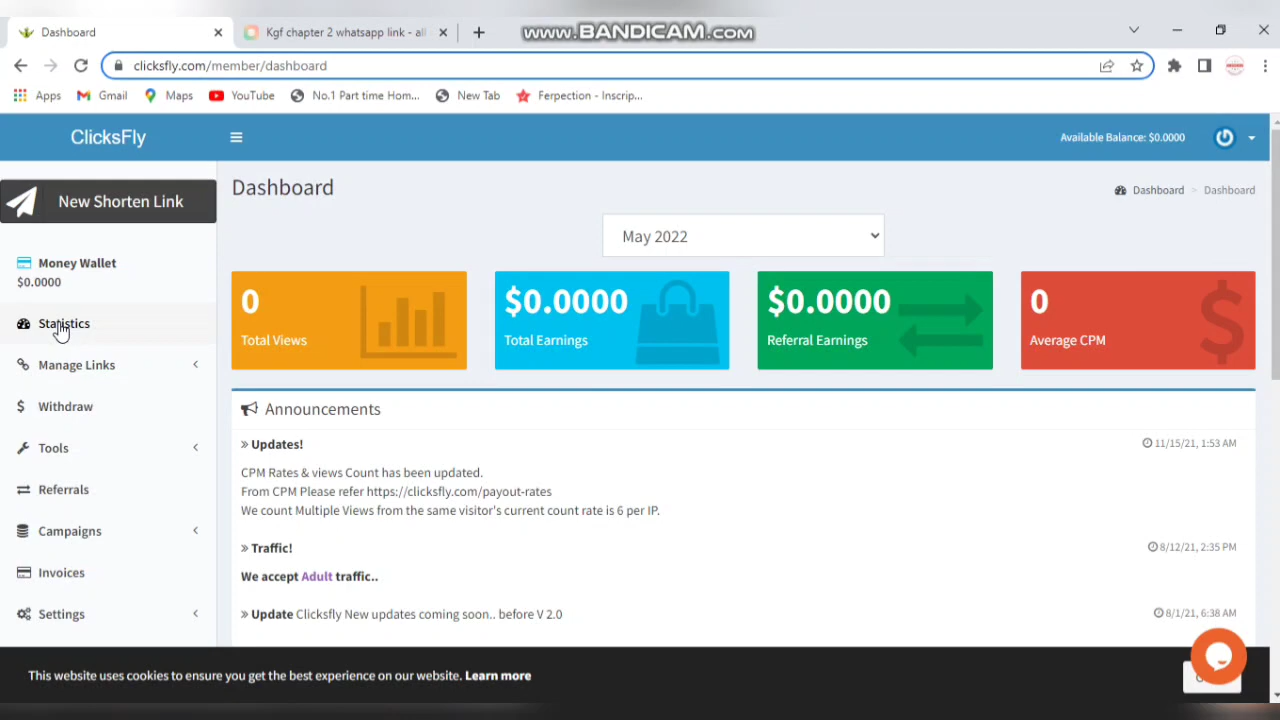 Dashboard
Kgf chapter 2 whatsapp link - all
www.BANDICAM.com
clicksfly.com/member/dashboard
Apps
Gmail
Maps
YouTube
No.1 Part time Hom...
New Tab
Ferpection - Inscrip...
ClicksFly
Available Balance: $0.0000
New Shorten Link
Dashboard
Dashboard > Dashboard
Money Wallet
$0.0000
May 2022
Statistics
0
Total Views
$0.0000
Total Earnings
$0.0000
Referral Earnings
0
Average CPM
Manage Links
Withdraw
Tools
Referrals
Campaigns
Invoices
Settings
Announcements
» Updates!
11/15/21, 1:53 AM
CPM Rates & views Count has been updated.
From CPM Please refer https://clicksfly.com/payout-rates
We count Multiple Views from the same visitor's current count rate is 6 per IP.
» Traffic!
8/12/21, 2:35 PM
We accept Adult traffic..
» Update Clicksfly New updates coming soon.. before V 2.0
8/1/21, 6:38 AM
This website uses cookies to ensure you get the best experience on our website. Learn more